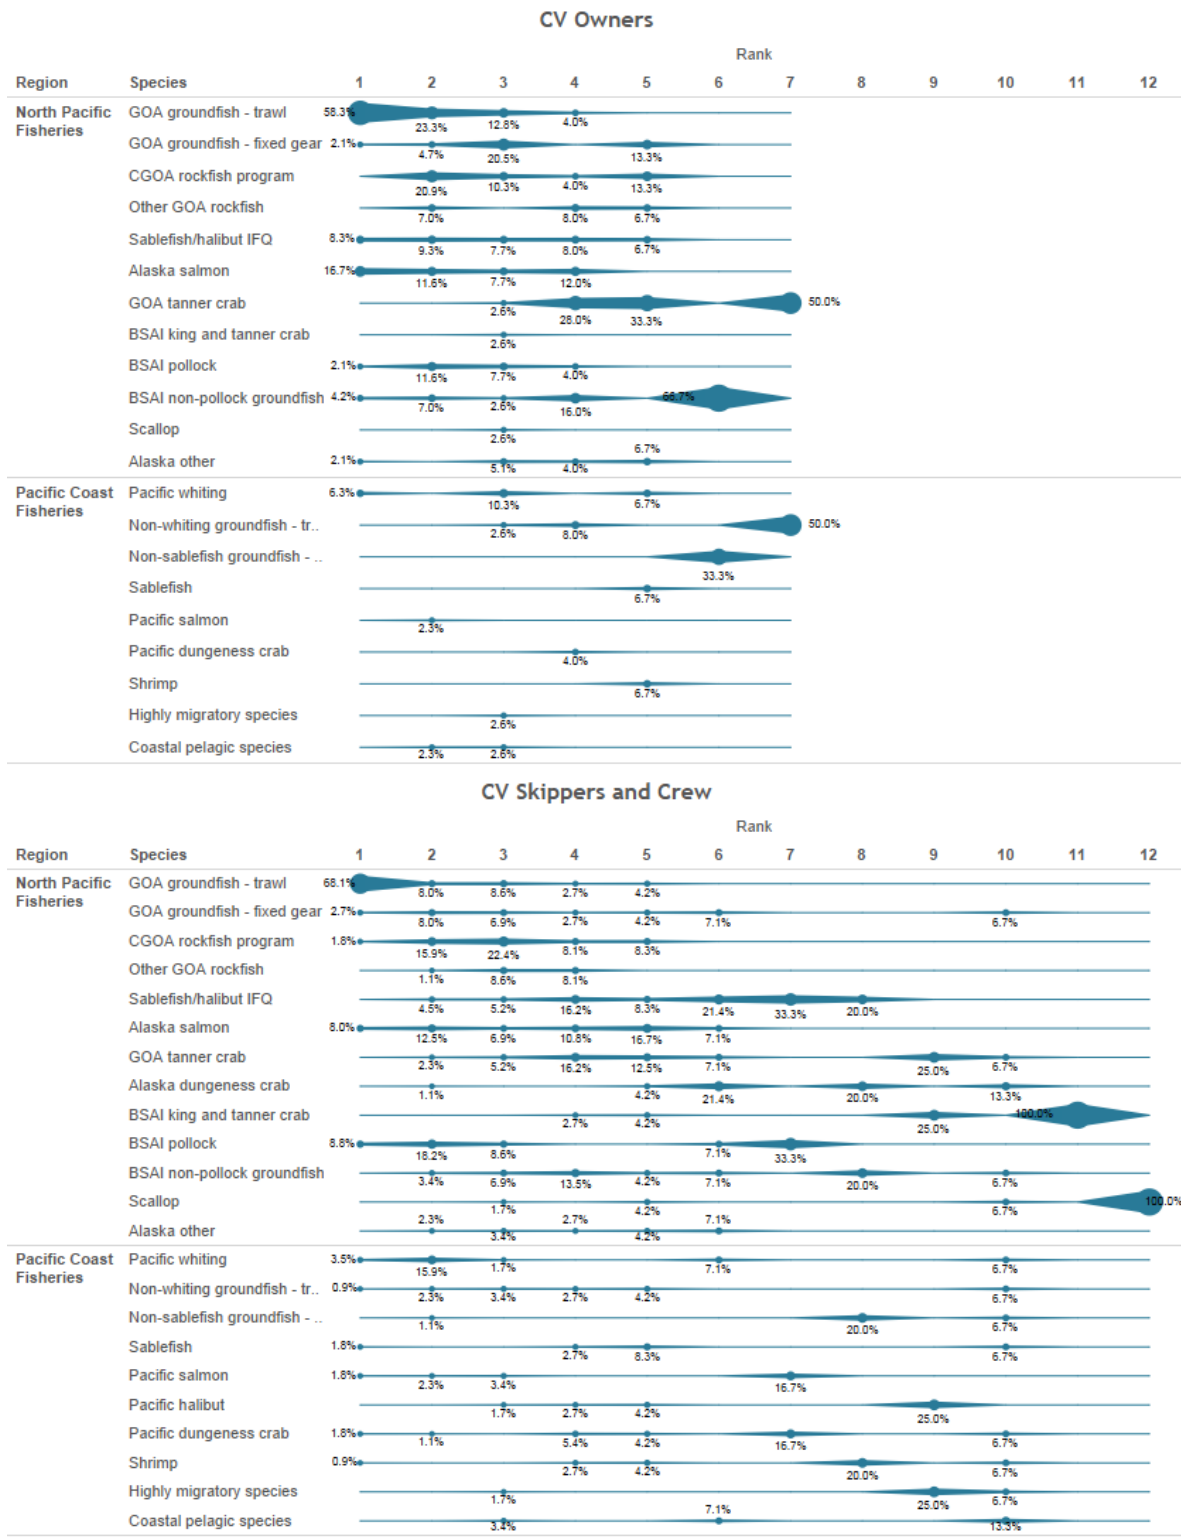 CV Owners
Rank
Region Species 1 2 3 4 5 6 7 8 9 10 11 12
North Pacific Fisheries
GOA groundfish - trawl 58.3% 23.3% 12.8% 4.0%
GOA groundfish - fixed gear 2.1% 4.7% 20.5% 13.3%
CGOA rockfish program 20.9% 10.3% 4.0% 13.3%
Other GOA rockfish 7.0% 8.0% 6.7%
Sablefish/halibut IFQ 8.3% 9.3% 7.7% 8.0% 6.7%
Alaska salmon 16.7% 11.6% 7.7% 12.0%
GOA tanner crab 2.6% 28.0% 33.3% 50.0%
BSAI king and tanner crab 2.6%
BSAI pollock 2.1% 11.6% 7.7% 4.0%
BSAI non-pollock groundfish 4.2% 7.0% 2.6% 16.0% 66.7%
Scallop 2.6%
Alaska other 2.1% 5.1% 4.0% 6.7%
Pacific Coast Fisheries
Pacific whiting 6.3% 10.3% 6.7%
Non-whiting groundfish - tr.. 2.6% 8.0% 50.0%
Non-sablefish groundfish - .. 33.3%
Sablefish 6.7%
Pacific salmon 2.3%
Pacific dungeness crab 4.0%
Shrimp 6.7%
Highly migratory species 2.6%
Coastal pelagic species 2.3% 2.6%
CV Skippers and Crew
Rank
Region Species 1 2 3 4 5 6 7 8 9 10 11 12
North Pacific Fisheries
GOA groundfish - trawl 68.1% 8.0% 8.6% 2.7% 4.2%
GOA groundfish - fixed gear 2.7% 8.0% 6.9% 2.7% 4.2% 7.1% 6.7%
CGOA rockfish program 1.8% 15.9% 22.4% 8.1% 8.3%
Other GOA rockfish 1.1% 8.6% 8.1%
Sablefish/halibut IFQ 4.5% 5.2% 16.2% 8.3% 21.4% 33.3% 20.0%
Alaska salmon 8.0% 12.5% 6.9% 10.8% 16.7% 7.1%
GOA tanner crab 2.3% 5.2% 16.2% 12.5% 7.1% 25.0% 6.7%
Alaska dungeness crab 1.1% 4.2% 21.4% 20.0% 13.3%
BSAI king and tanner crab 2.7% 4.2% 25.0% 100.0%
BSAI pollock 8.8% 18.2% 8.6% 7.1% 33.3%
BSAI non-pollock groundfish 3.4% 6.9% 13.5% 4.2% 7.1% 20.0% 6.7%
Scallop 1.7% 4.2% 6.7% 100.0%
Alaska other 2.3% 3.4% 2.7% 4.2% 7.1%
Pacific Coast Fisheries
Pacific whiting 3.5% 15.9% 1.7% 7.1% 6.7%
Non-whiting groundfish - tr.. 0.9% 2.3% 3.4% 2.7% 4.2% 6.7%
Non-sablefish groundfish - .. 1.1% 20.0% 6.7%
Sablefish 1.8% 2.7% 8.3% 6.7%
Pacific salmon 1.8% 2.3% 3.4% 16.7%
Pacific halibut 1.7% 2.7% 4.2% 25.0%
Pacific dungeness crab 1.8% 1.1% 5.4% 4.2% 16.7% 6.7%
Shrimp 0.9% 2.7% 4.2% 20.0% 6.7%
Highly migratory species 1.7% 25.0% 6.7%
Coastal pelagic species 3.4% 7.1% 13.3%